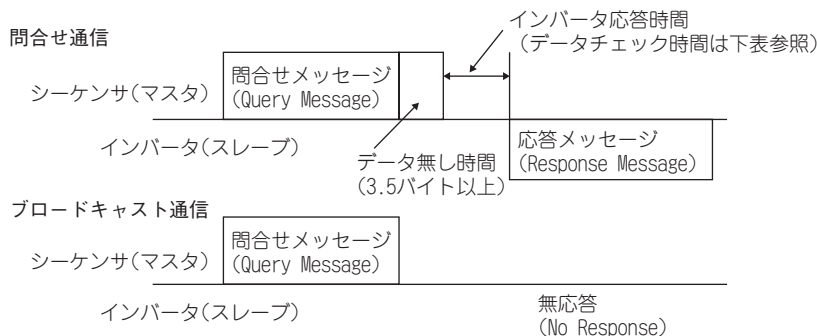 問合せ通信
インバータ応答時間
(データチェック時間は下表参照)
シーケンサ(マスタ)
問合せメッセージ
(Query Message)
インバータ(スレーブ)
データ無し時間
(3.5バイト以上)
応答メッセージ
(Response Message)
ブロードキャスト通信
シーケンサ(マスタ)
問合せメッセージ
(Query Message)
インバータ(スレーブ)
無応答
(No Response)